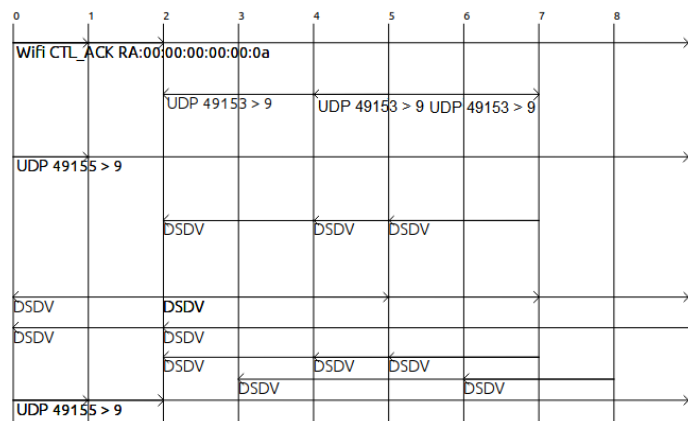 0 1 2 3 4 5 6 7 8
Wifi CTL_ACK RA:00:00:00:00:00:0a
UDP 49153 > 9 UDP 49153 > 9 UDP 49153 > 9
UDP 49155 > 9
DSDV DSDV DSDV
DSDV DSDV
DSDV DSDV
DSDV DSDV DSDV
DSDV DSDV
UDP 49155 > 9